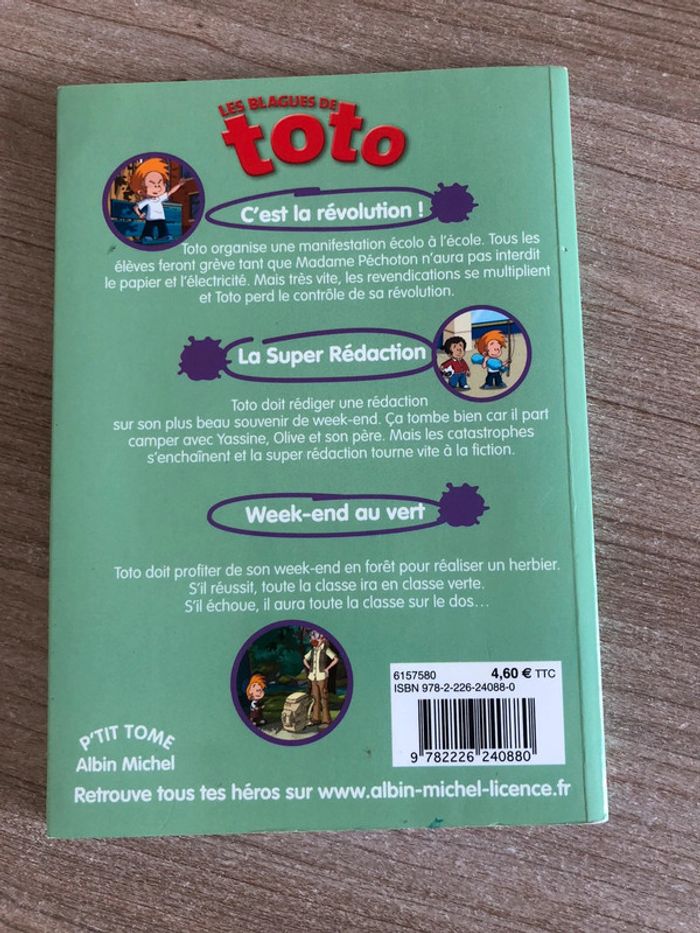 LES BLAGUES DE
toto
C'est la révolution !
Toto organise une manifestation écolo à l'école. Tous les
élèves feront grève tant que Madame Péchoton n'aura pas interdit
le papier et l'électricité. Mais très vite, les revendications se multiplient
et Toto perd le contrôle de sa révolution.
La Super Rédaction
Toto doit rédiger une rédaction
sur son plus beau souvenir de week-end. Ça tombe bien car il part
camper avec Yassine, Olive et son père. Mais les catastrophes
s'enchaînent et la super rédaction tourne vite à la fiction.
Week-end au vert
Toto doit profiter de son week-end en forêt pour réaliser un herbier.
S'il réussit, toute la classe ira en classe verte.
S'il échoue, il aura toute la classe sur le dos…
6157580 4,60 € TTC
ISBN 978-2-226-24088-0
9 782226 240880
P'TIT TOME
Albin Michel
Retrouve tous tes héros sur www.albin-michel-licence.fr